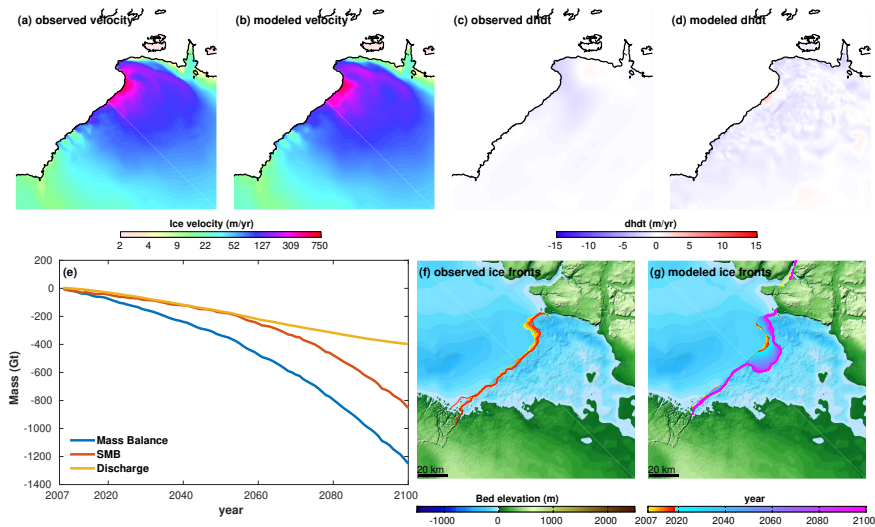 (a) observed velocity
(b) modeled velocity
(c) observed dhdt
(d) modeled dhdt
Ice velocity (m/yr)
2 4 9 22 52 127 309 750
dhdt (m/yr)
-15 -10 -5 0 5 10 15
(e)
Mass (Gt)
200
0
-200
-400
-600
-800
-1000
-1200
-1400
Mass Balance
SMB
Discharge
2007 2020 2040 2060 2080 2100
year
(f) observed ice fronts
20 km
(g) modeled ice fronts
20 km
Bed elevation (m)
-1000 0 1000 2000
year
2007 2020 2040 2060 2080 2100